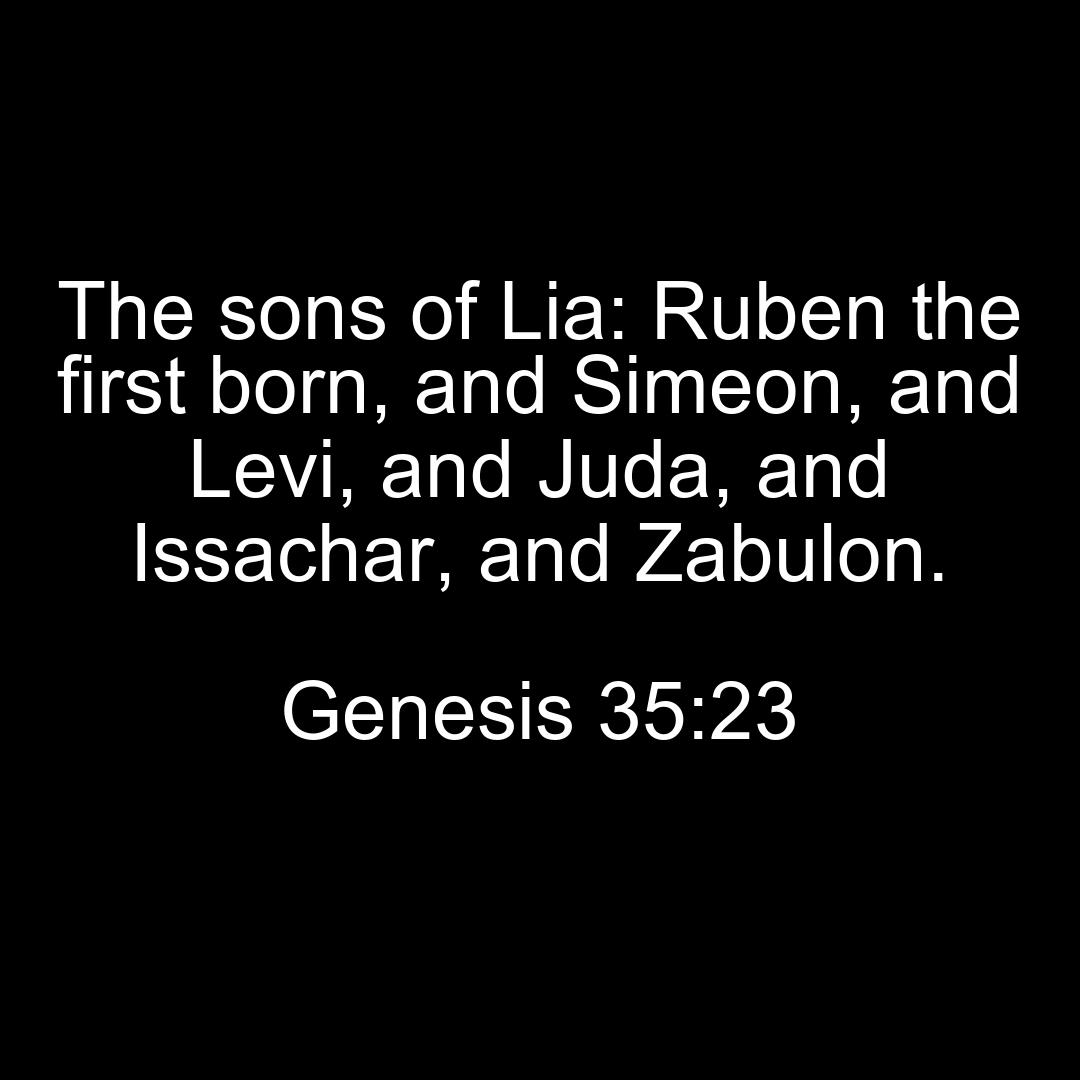 The sons of Lia: Ruben the
first born, and Simeon, and
Levi, and Juda, and
Issachar, and Zabulon.
Genesis 35:23